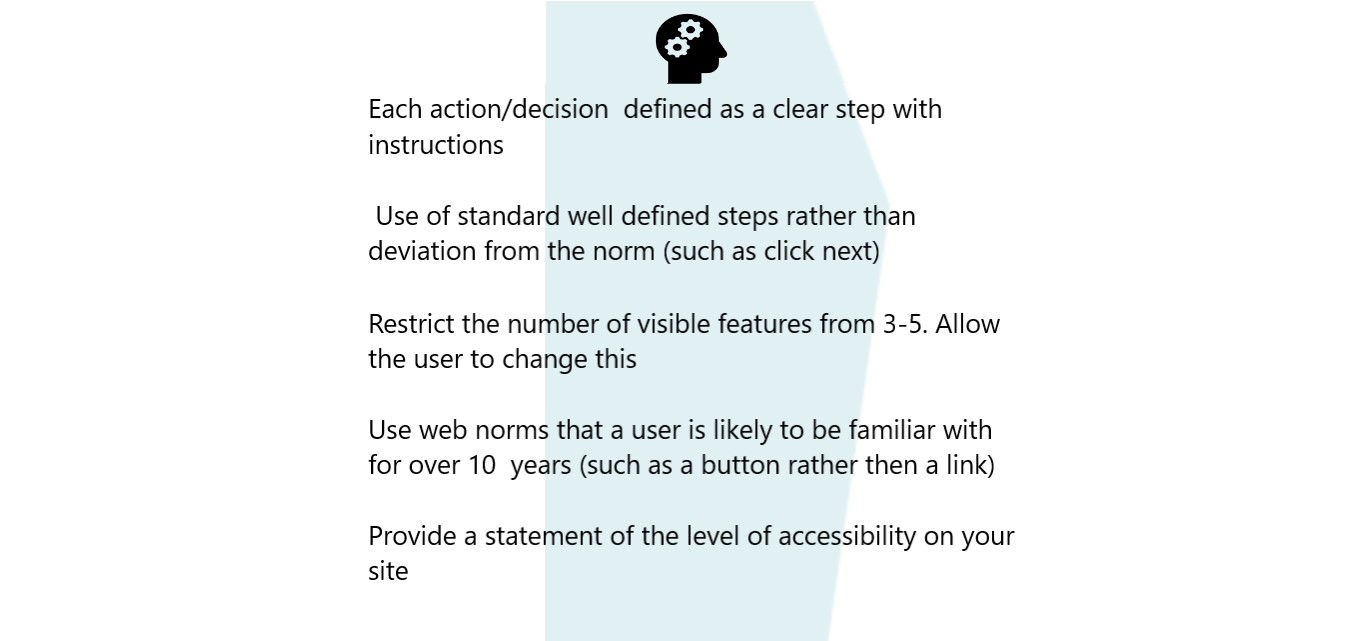 Each action/decision  defined as a clear step with
instructions
Use of standard well defined steps rather than
deviation from the norm (such as click next)
Restrict the number of visible features from 3-5. Allow
the user to change this
Use web norms that a user is likely to be familiar with
for over 10  years (such as a button rather then a link)
Provide a statement of the level of accessibility on your
site